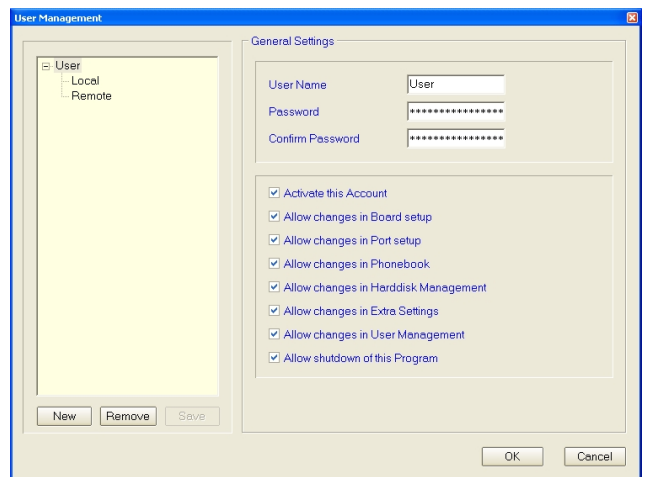 User Management
User
Local
Remote
New
Remove
Save
General Settings
User Name
User
Password
****************
Confirm Password
****************
Activate this Account
Allow changes in Board setup
Allow changes in Port setup
Allow changes in Phonebook
Allow changes in Harddisk Management
Allow changes in Extra Settings
Allow changes in User Management
Allow shutdown of this Program
OK
Cancel